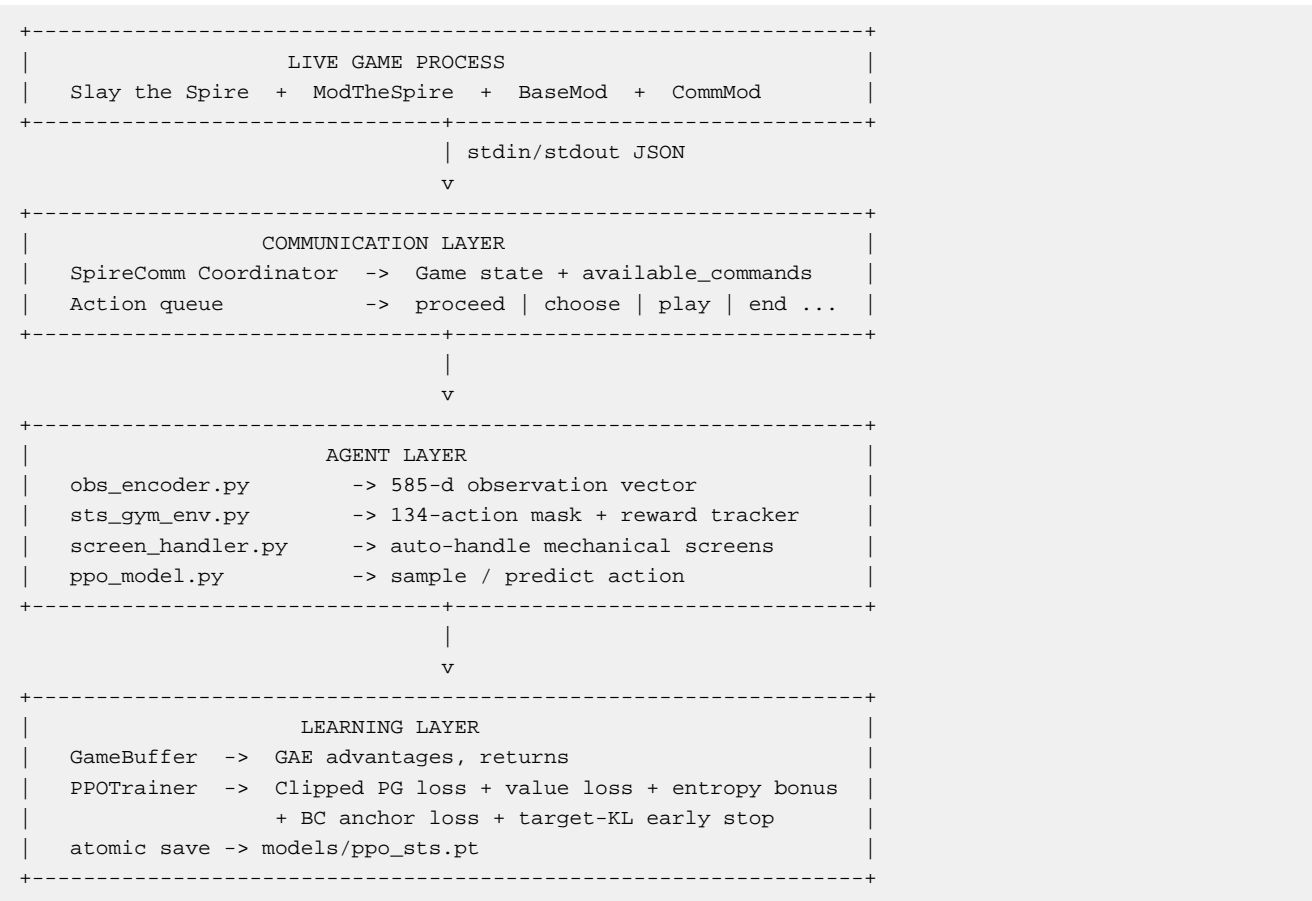 +----------------------------------------------------------------+
| LIVE GAME PROCESS |
| Slay the Spire + ModTheSpire + BaseMod + CommMod |
+--------------------------------+-------------------------------+
| stdin/stdout JSON
v
+----------------------------------------------------------------+
| COMMUNICATION LAYER |
| SpireComm Coordinator -> Game state + available_commands |
| Action queue -> proceed | choose | play | end ... |
+--------------------------------+-------------------------------+
|
v
+----------------------------------------------------------------+
| AGENT LAYER |
| obs_encoder.py -> 585-d observation vector |
| sts_gym_env.py -> 134-action mask + reward tracker |
| screen_handler.py -> auto-handle mechanical screens |
| ppo_model.py -> sample / predict action |
+--------------------------------+-------------------------------+
|
v
+----------------------------------------------------------------+
| LEARNING LAYER |
| GameBuffer -> GAE advantages, returns |
| PPOTrainer -> Clipped PG loss + value loss + entropy bonus |
| + BC anchor loss + target-KL early stop |
| atomic save -> models/ppo_sts.pt |
+----------------------------------------------------------------+